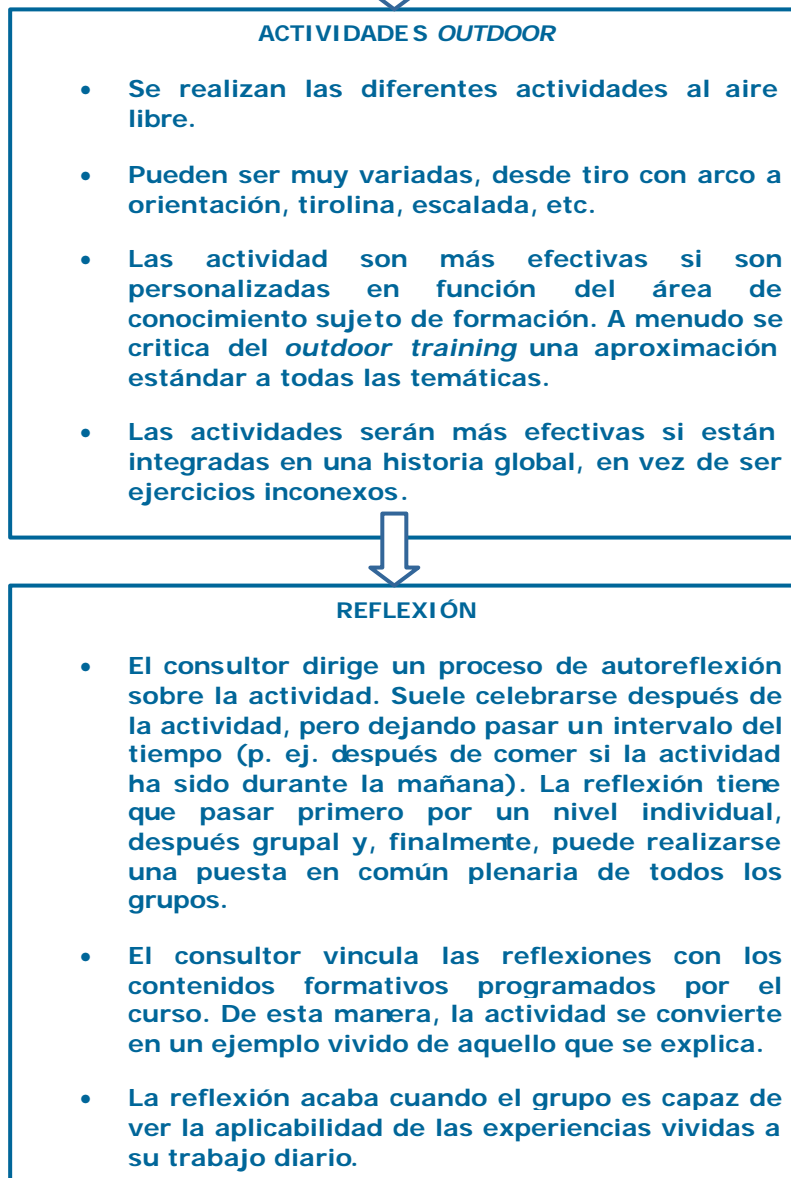 ACTIVIDADES OUTDOOR
• Se realizan las diferentes actividades al aire
libre.
• Pueden ser muy variadas, desde tiro con arco a
orientación, tirolina, escalada, etc.
• Las actividad son más efectivas si son
personalizadas en función del área de
conocimiento sujeto de formación. A menudo se
critica del outdoor training una aproximación
estándar a todas las temáticas.
• Las actividades serán más efectivas si están
integradas en una historia global, en vez de ser
ejercicios inconexos.
REFLEXIÓN
• El consultor dirige un proceso de autoreflexión
sobre la actividad. Suele celebrarse después de
la actividad, pero dejando pasar un intervalo del
tiempo (p. ej. después de comer si la actividad
ha sido durante la mañana). La reflexión tiene
que pasar primero por un nivel individual,
después grupal y, finalmente, puede realizarse
una puesta en común plenaria de todos los
grupos.
• El consultor vincula las reflexiones con los
contenidos formativos programados por el
curso. De esta manera, la actividad se convierte
en un ejemplo vivido de aquello que se explica.
• La reflexión acaba cuando el grupo es capaz de
ver la aplicabilidad de las experiencias vividas a
su trabajo diario.